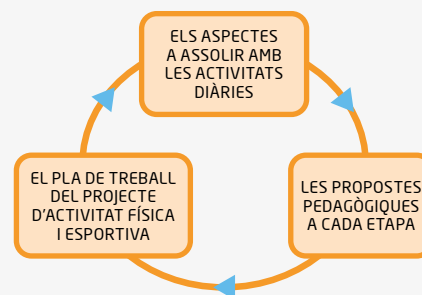 ELS ASPECTES
A ASSOLIR AMB
LES ACTIVITATS
DIÀRIES
EL PLA DE TREBALL
DEL PROJECTE
D'ACTIVITAT FÍSICA
I ESPORTIVA
LES PROPOSTES
PEDAGÒGIQUES
A CADA ETAPA